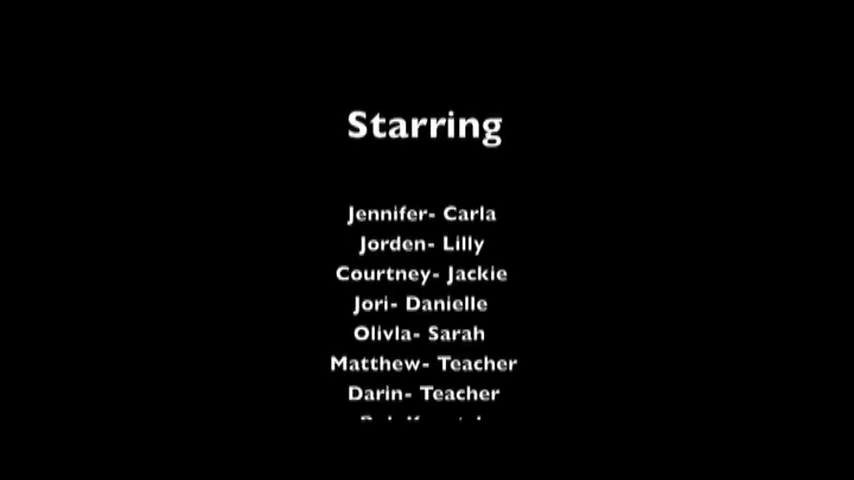 Starring
Jennifer- Carla
Jorden- Lilly
Courtney- Jackie
Jori- Danielle
Olivia- Sarah
Matthew- Teacher
Darin- Teacher